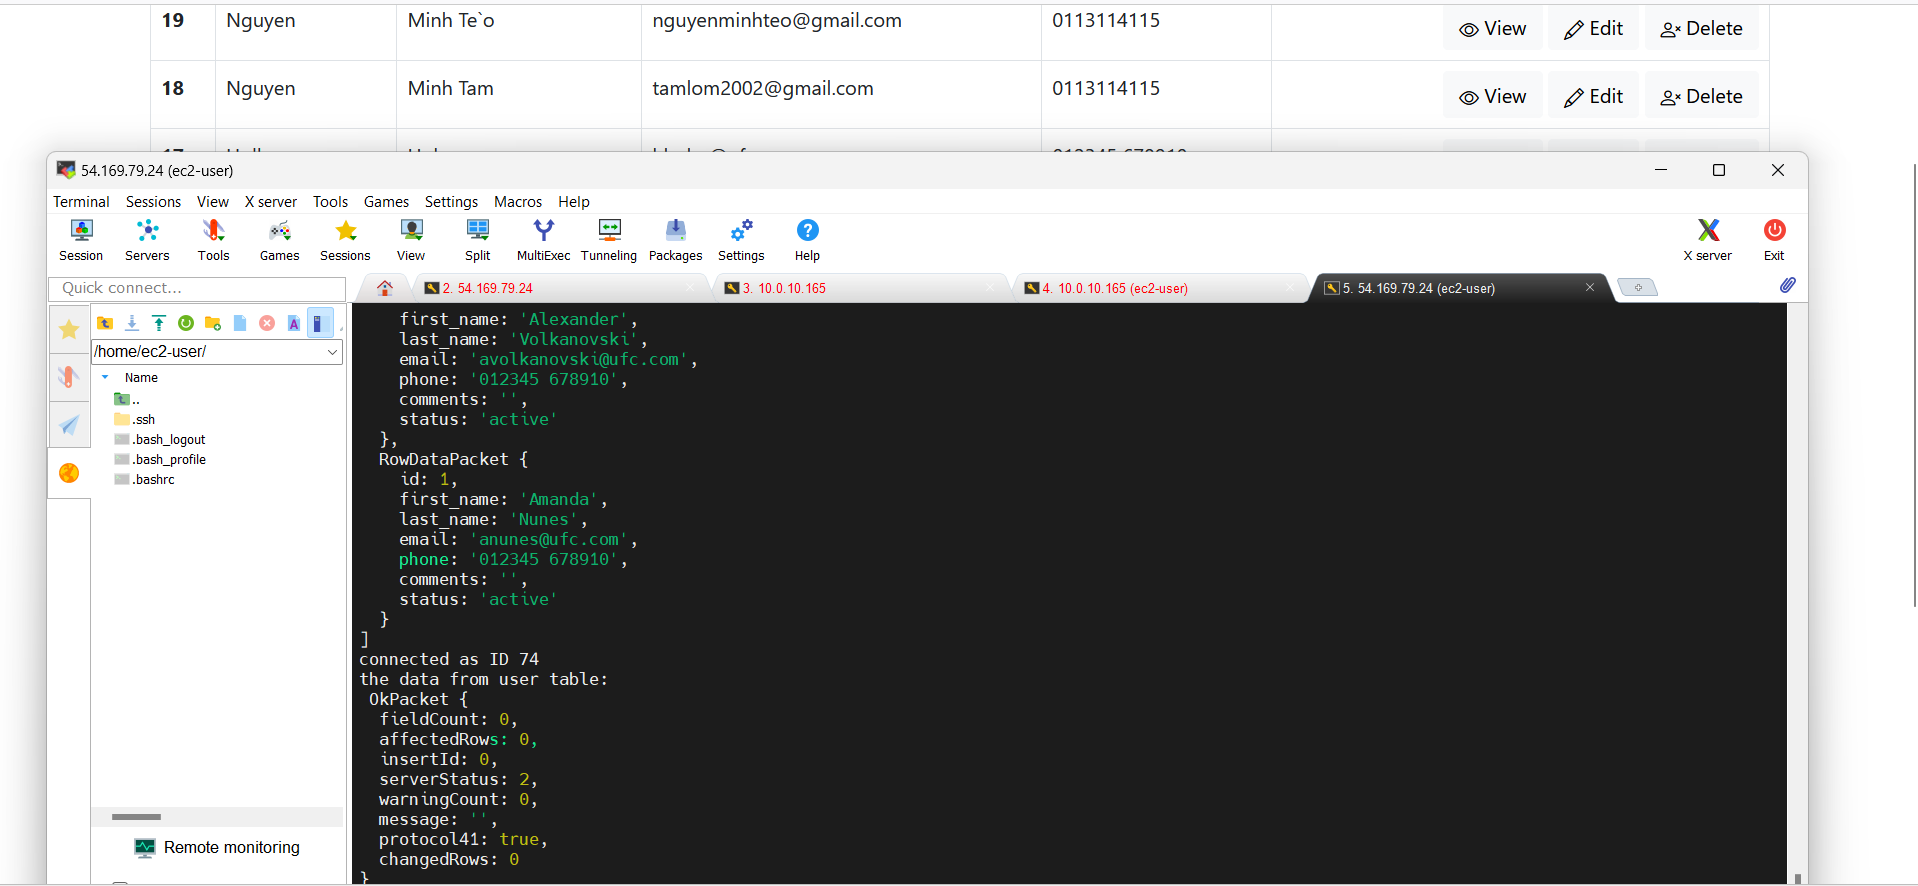 19 Nguyen Minh Te`o nguyenminhteo@gmail.com 0113114115 View Edit Delete
18 Nguyen Minh Tam tamlom2002@gmail.com 0113114115 View Edit Delete
54.169.79.24 (ec2-user)
Terminal Sessions View X server Tools Games Settings Macros Help
Session Servers Tools Games Sessions View Split MultiExec Tunneling Packages Settings Help X server Exit
Quick connect...
2. 54.169.79.24 3. 10.0.10.165 4. 10.0.10.165 (ec2-user) 5. 54.169.79.24 (ec2-user)
/home/ec2-user/
Name
..
.ssh
.bash_logout
.bash_profile
.bashrc
Remote monitoring
first_name: 'Alexander',
last_name: 'Volkanovski',
email: 'avolkanovski@ufc.com',
phone: '012345 678910',
comments: '',
status: 'active'
},
RowDataPacket {
id: 1,
first_name: 'Amanda',
last_name: 'Nunes',
email: 'anunes@ufc.com',
phone: '012345 678910',
comments: '',
status: 'active'
}
]
connected as ID 74
the data from user table:
OkPacket {
fieldCount: 0,
affectedRows: 0,
insertId: 0,
serverStatus: 2,
warningCount: 0,
message: '',
protocol41: true,
changedRows: 0
}